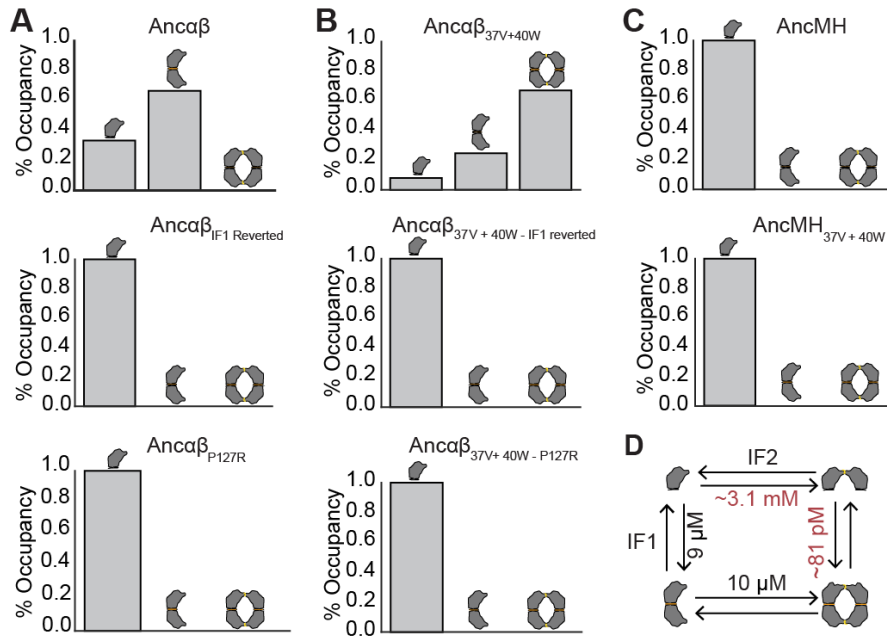 A
Ancαβ
% Occupancy
1.0
0.8
0.6
0.4
0.2
0.0
B
Ancαβ37V+40W
% Occupancy
1.0
0.8
0.6
0.4
0.2
0.0
C
AncMH
% Occupancy
1.0
0.8
0.6
0.4
0.2
0.0
AncαβIF1 Reverted
% Occupancy
1.0
0.8
0.6
0.4
0.2
0.0
Ancαβ37V + 40W - IF1 reverted
% Occupancy
1.0
0.8
0.6
0.4
0.2
0.0
AncMH37V + 40W
% Occupancy
1.0
0.8
0.6
0.4
0.2
0.0
AncαβP127R
% Occupancy
1.0
0.8
0.6
0.4
0.2
0.0
Ancαβ37V+ 40W - P127R
% Occupancy
1.0
0.8
0.6
0.4
0.2
0.0
D
IF2
~3.1 mM
IF1
9 µM
~81 pM
10 µM